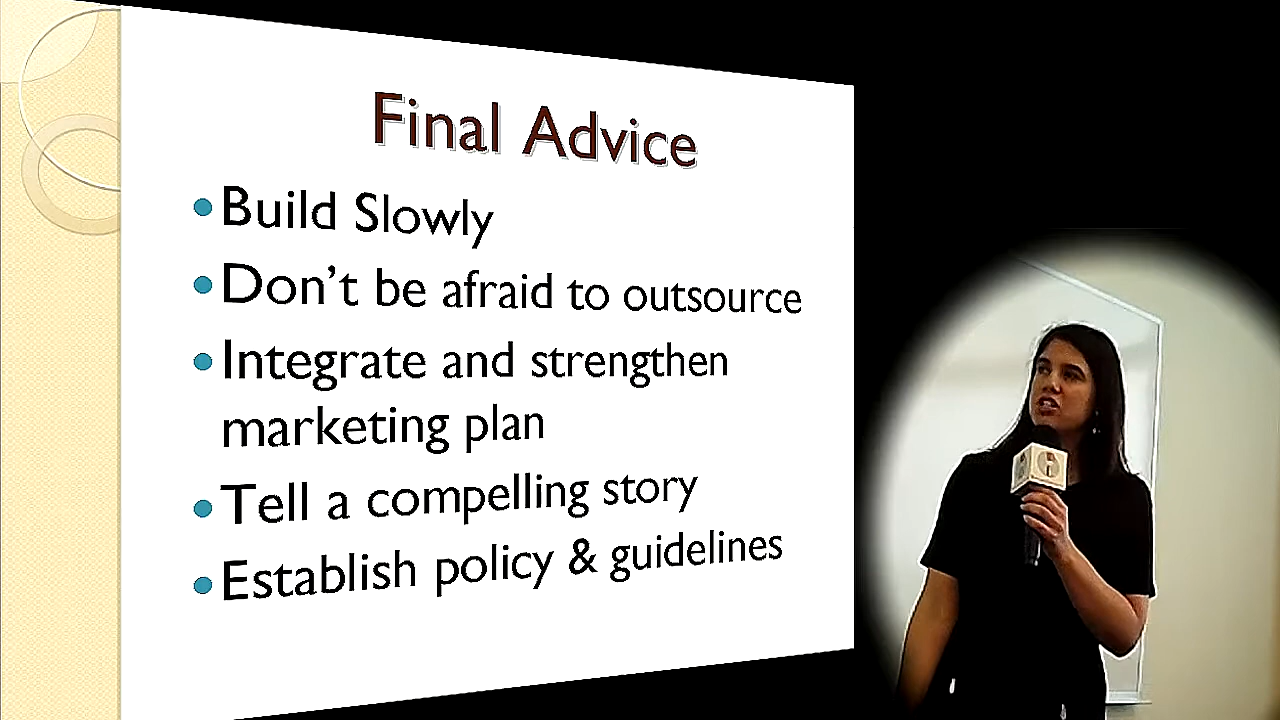 Final Advice
Build Slowly
Don't be afraid to outsource
Integrate and strengthen
marketing plan
Tell a compelling story
Establish policy & guidelines